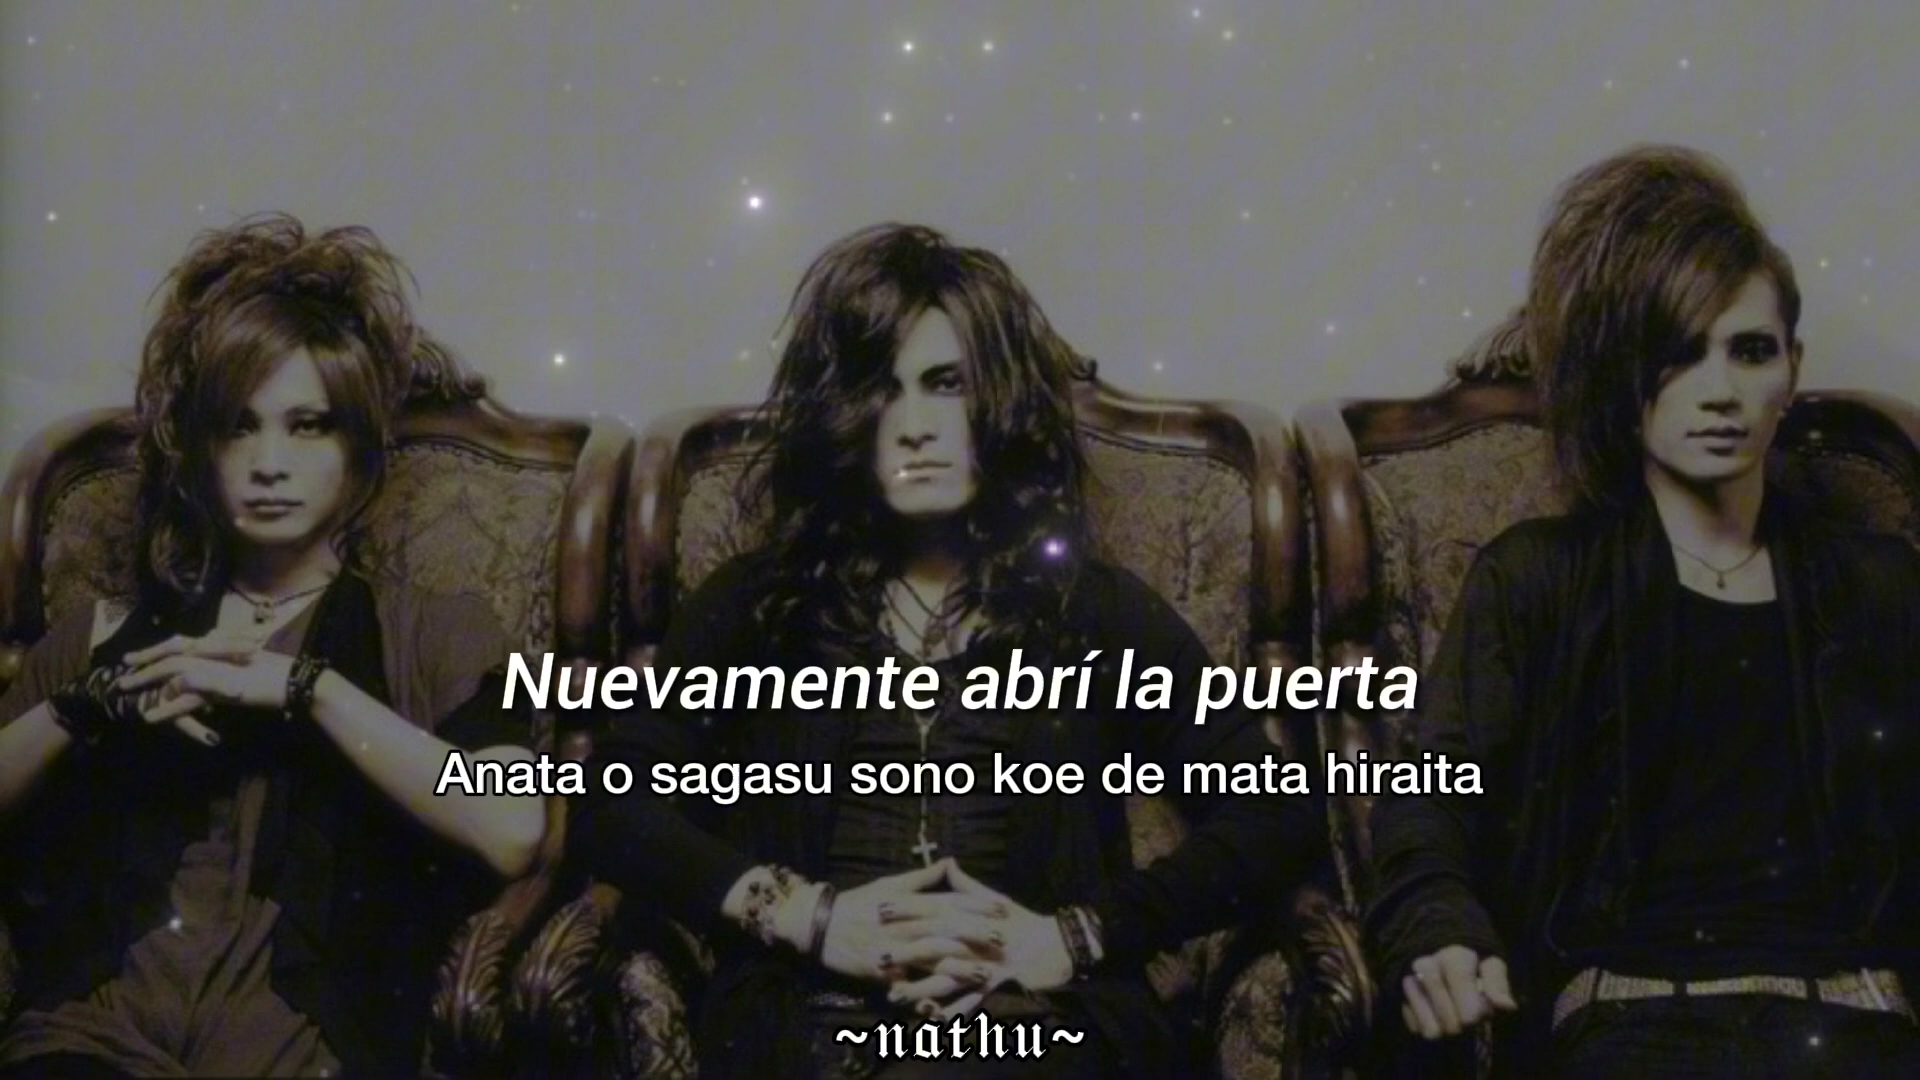 Nuevamente abrí la puerta
Anata o sagasu sono koe de mata hiraita
~nathu~